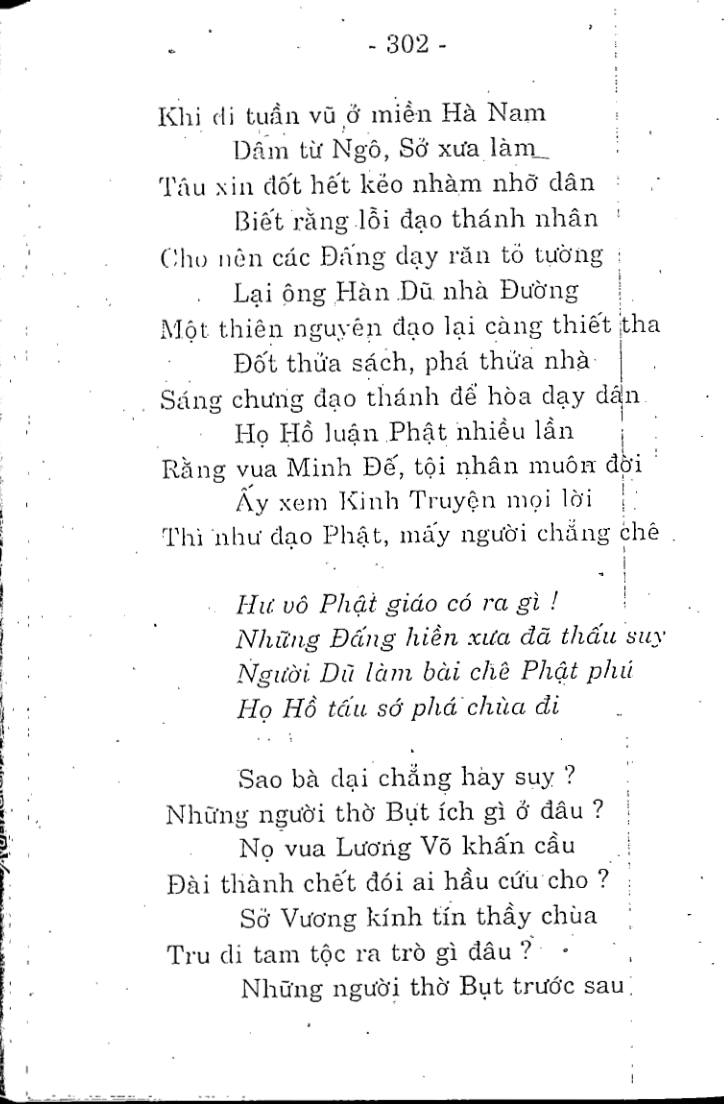 - 302 -
Khi di tuần vũ ở miền Hà Nam
Dâm từ Ngô, Sở xưa làm
Tâu xin đốt hết kẻo nhàm nhỡ dân
Biết rằng lỗi đạo thánh nhân
Cho nên các Đấng dạy răn tỏ tường
Lại ông Hàn Dũ nhà Đường
Một thiên nguyên đạo lại càng thiết tha
Đốt thửa sách, phá thửa nhà
Sáng chưng đạo thánh để hòa dạy dân
Họ Hồ luận Phật nhiều lần
Rằng vua Minh Đế, tội nhân muôn đời
Ấy xem Kinh Truyện mọi lời
Thì như đạo Phật, mấy người chẳng chê
Hư vô Phật giáo có ra gì !
Những Đấng hiền xưa đã thấu suy
Người Dũ làm bài chê Phật phú
Họ Hồ tấu sớ phá chùa đi
Sao bà dại chẳng hay suy ?
Những người thờ Bụt ích gì ở đâu ?
Nọ vua Lương Võ khấn cầu
Đài thành chết đói ai hầu cứu cho ?
Sở Vương kính tín thầy chùa
Tru di tam tộc ra trò gì đâu ?
Những người thờ Bụt trước sau